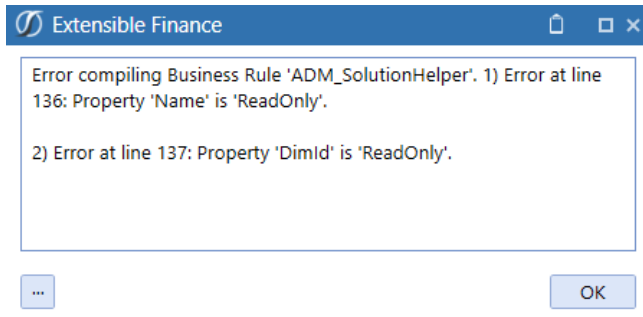 Extensible Finance
Error compiling Business Rule 'ADM_SolutionHelper'. 1) Error at line
136: Property 'Name' is 'ReadOnly'.
2) Error at line 137: Property 'DimId' is 'ReadOnly'.
...
OK